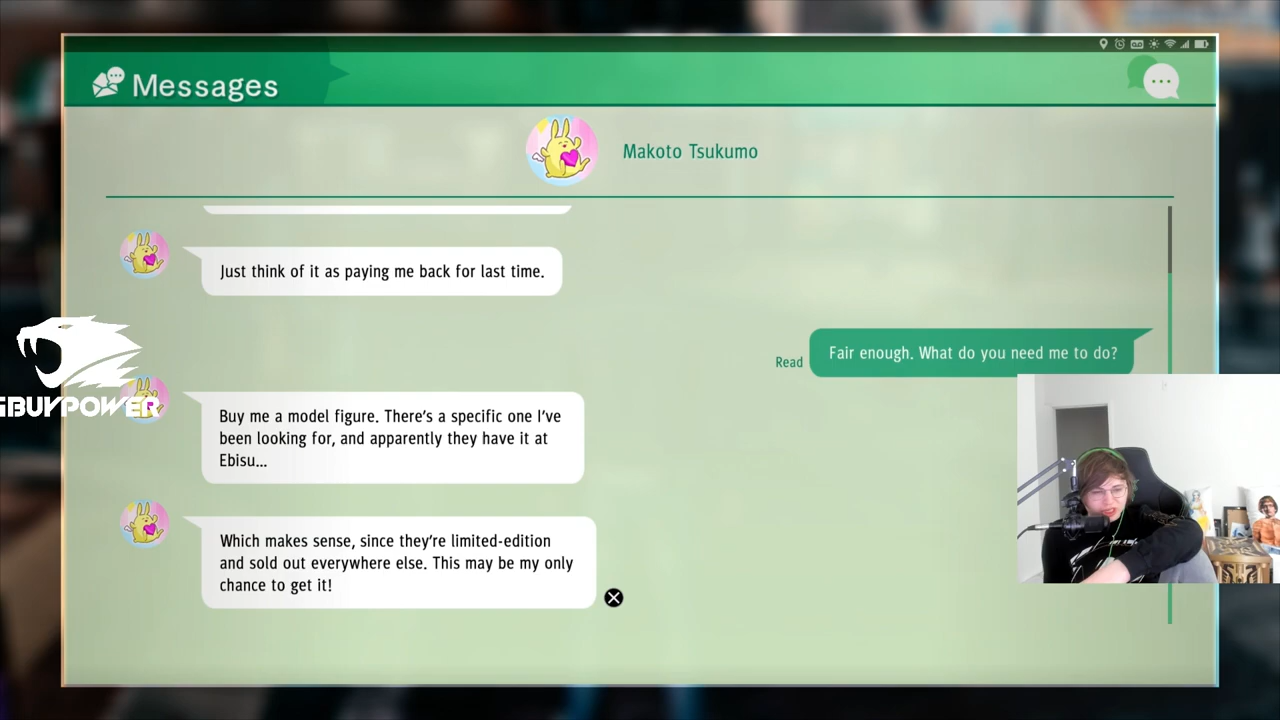 Messages
Makoto Tsukumo
Just think of it as paying me back for last time.
Read
Fair enough. What do you need me to do?
Buy me a model figure. There's a specific one I've
been looking for, and apparently they have it at
Ebisu...
iBUYPOWER
Which makes sense, since they're limited-edition
and sold out everywhere else. This may be my only
chance to get it!